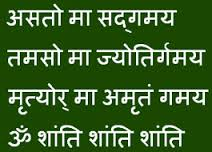 असतो मा सद्‌गमय
तमसो मा ज्योतिर्गमय
मृत्योर् मा अमृतं गमय
ॐ शांति शांति शांति